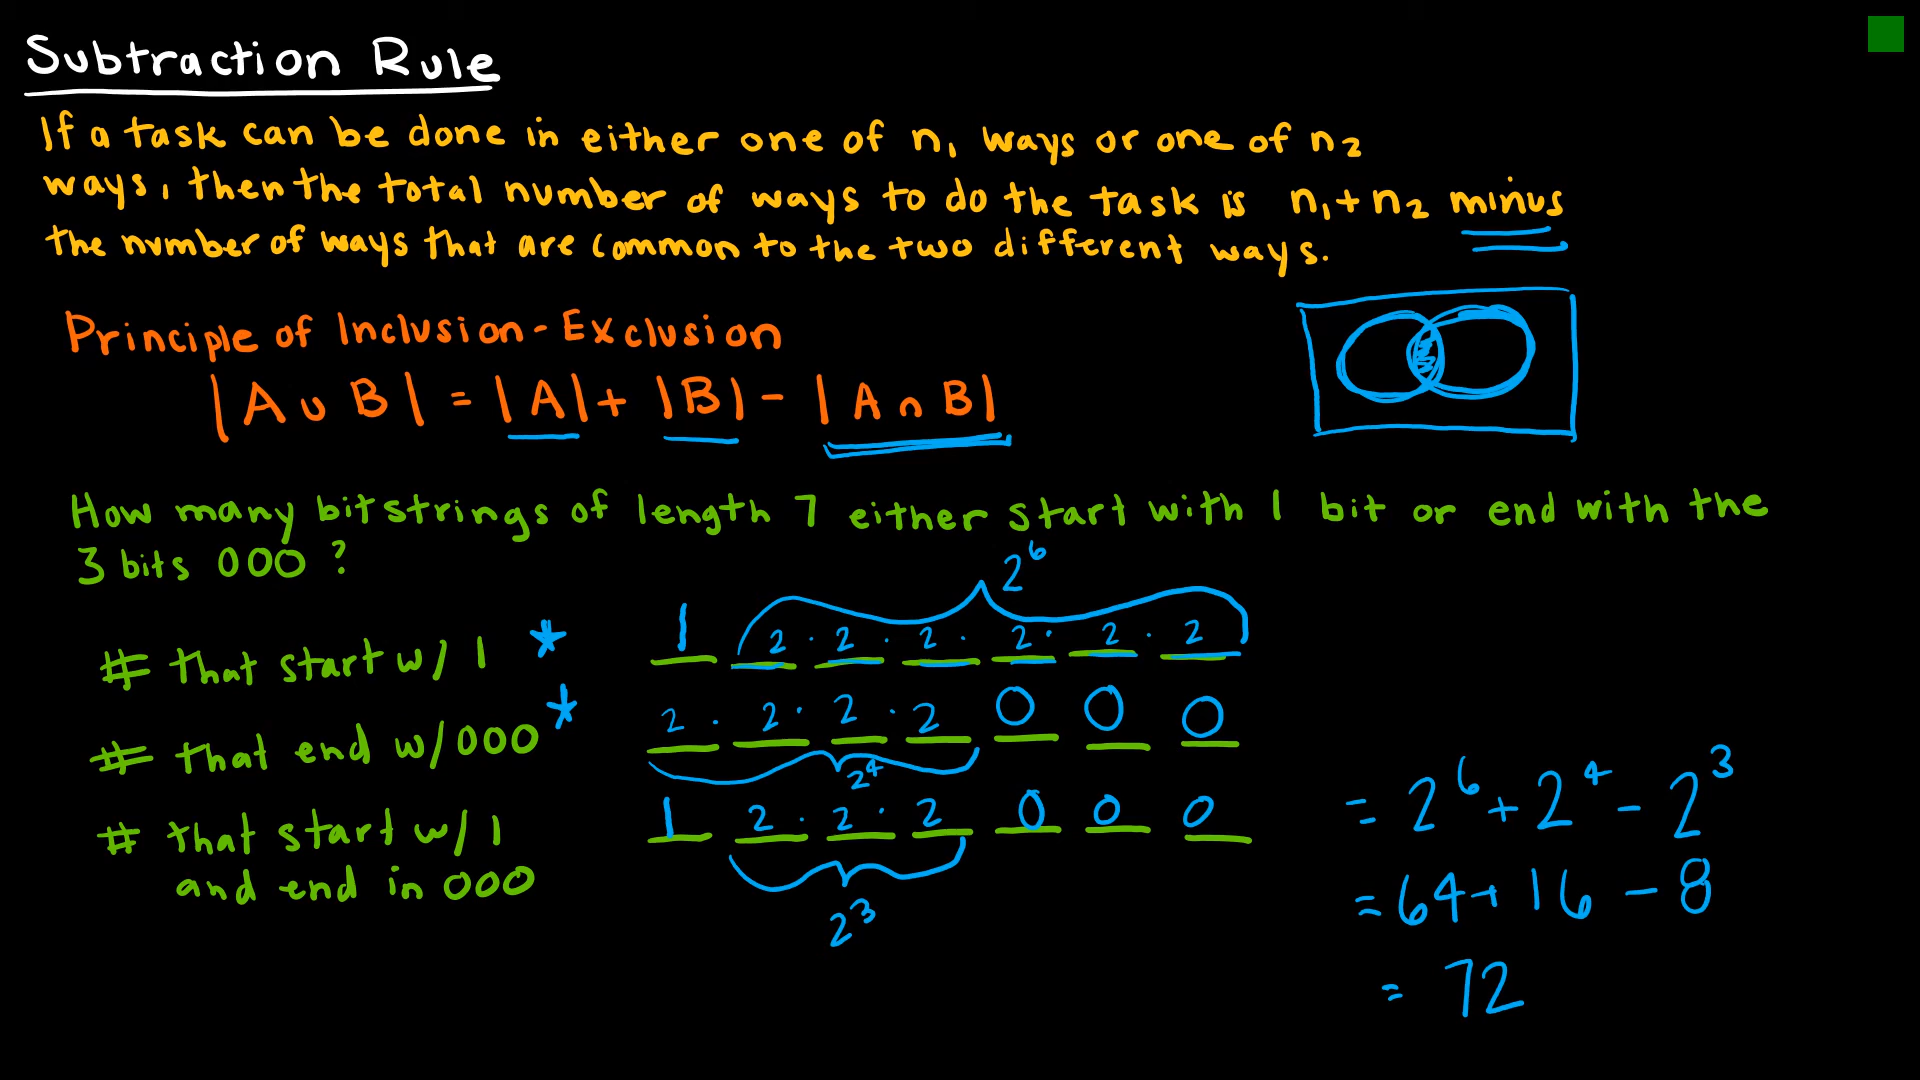 Subtraction Rule
If a task can be done in either one of n₁ ways or one of n₂
ways, then the total number of ways to do the task is n₁ + n₂ minus
the number of ways that are common to the two different ways.
Principle of Inclusion-Exclusion
|A ∪ B| = |A| + |B| - |A ∩ B|
How many bitstrings of length 7 either start with 1 bit or end with the
3 bits 000?
2⁶
# that start w/ 1 * 1 2 · 2 · 2 · 2 · 2 · 2
# that end w/ 000 * 2 · 2 · 2 · 2 0 0 0
2⁴
# that start w/ 1 1 2 · 2 · 2 0 0 0
and end in 000
2³
= 2⁶ + 2⁴ - 2³
= 64 + 16 - 8
= 72